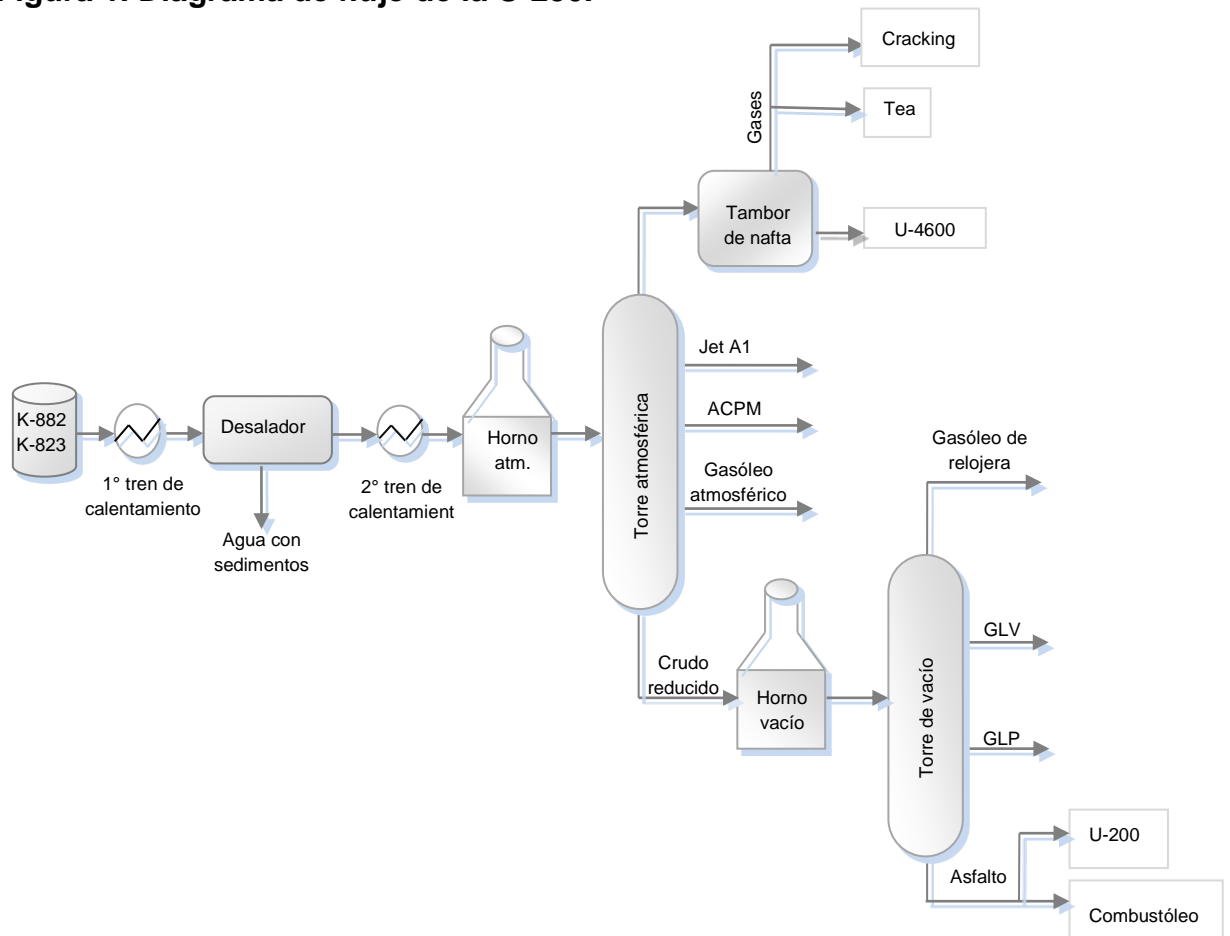 Figura 1. Diagrama de flujo de la
Cracking
Tea
Gases
Tambor
de nafta
U-4600
Jet A1
ACPM
Gasóleo
atmosférico
Torre atmosférica
K-882
K-823
1° tren de
calentamiento
Desalador
Agua con
sedimentos
2° tren de
calentamient
Horno
atm.
Crudo
reducido
Horno
vacío
Torre de vacío
Gasóleo de
relojera
GLV
GLP
Asfalto
U-200
Combustóleo